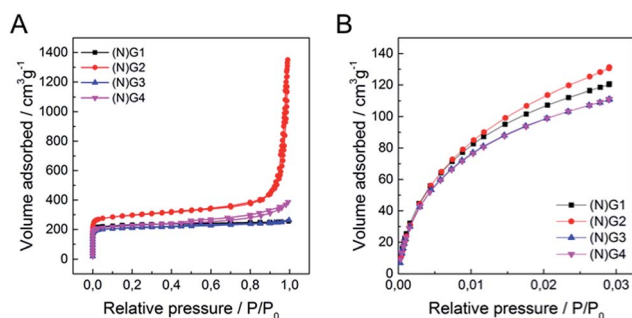 A
Volume adsorbed / cm³g⁻¹
1400
1200
1000
800
600
400
200
0
(N)G1
(N)G2
(N)G3
(N)G4
0,0 0,2 0,4 0,6 0,8 1,0
Relative pressure / P/P₀
B
Volume adsorbed / cm³g⁻¹
140
120
100
80
60
40
20
0
(N)G1
(N)G2
(N)G3
(N)G4
0,00 0,01 0,02 0,03
Relative pressure / P/P₀